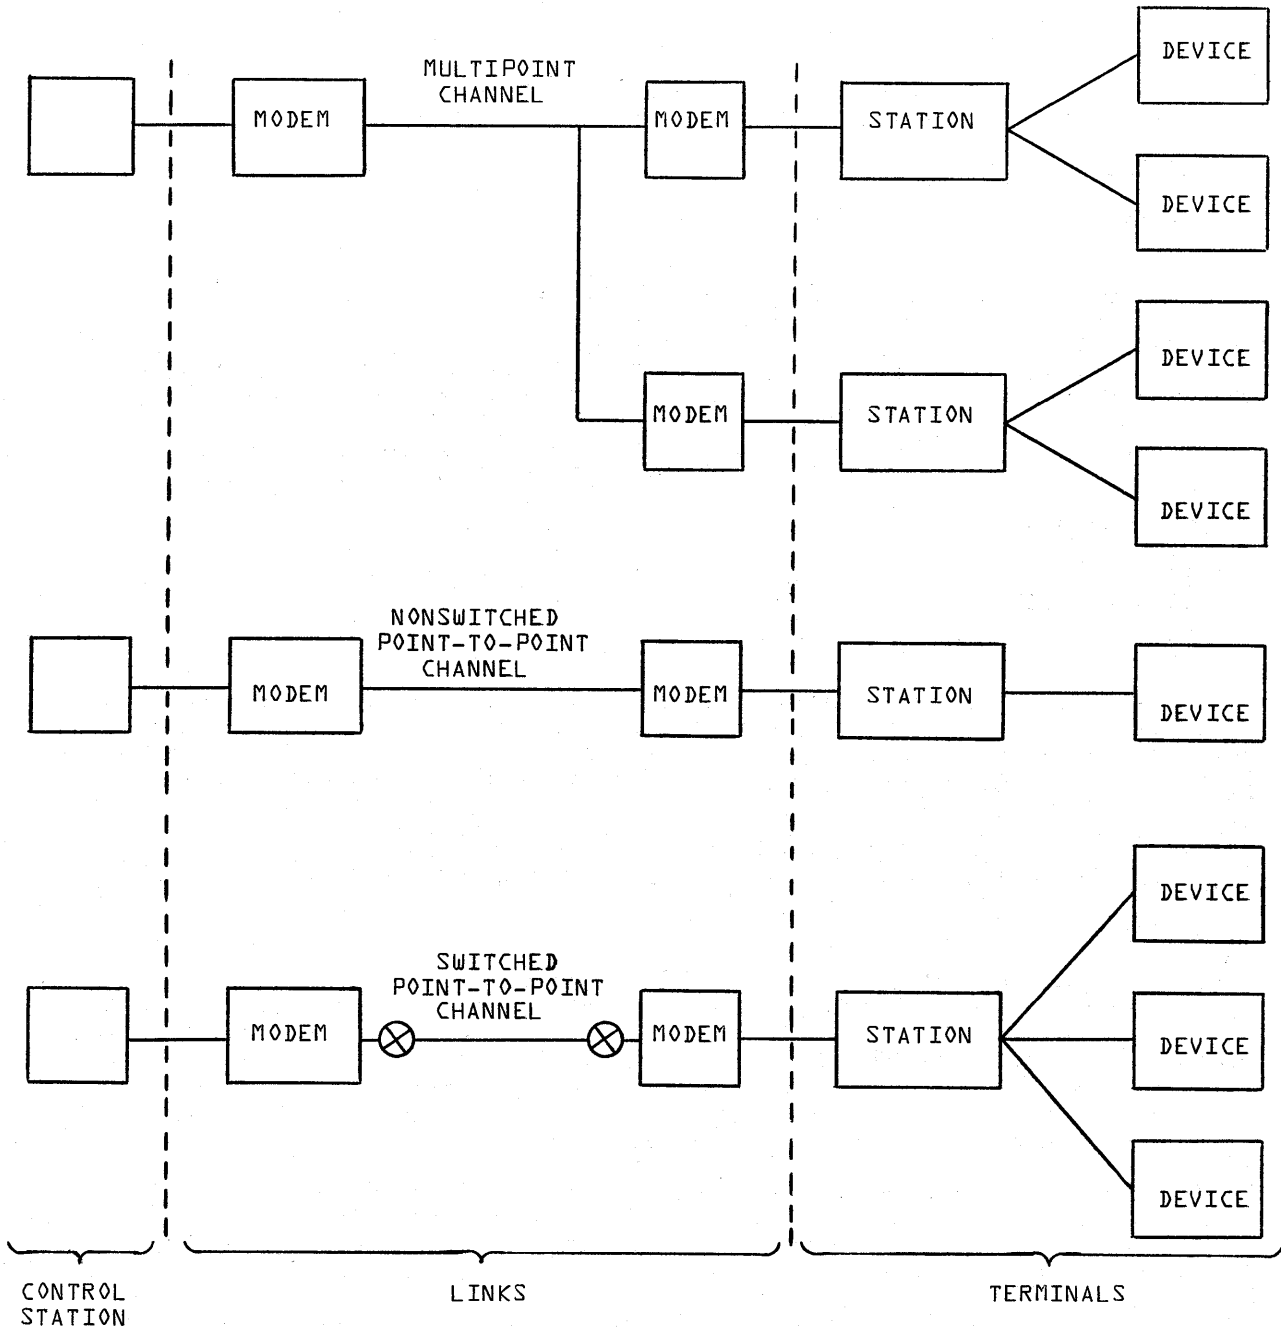 DEVICE
MULTIPOINT
CHANNEL
MODEM
MODEM
STATION
DEVICE
DEVICE
MODEM
STATION
DEVICE
NONSWITCHED
POINT-TO-POINT
CHANNEL
MODEM
MODEM
STATION
DEVICE
DEVICE
SWITCHED
POINT-TO-POINT
CHANNEL
MODEM
MODEM
STATION
DEVICE
DEVICE
CONTROL
STATION
LINKS
TERMINALS